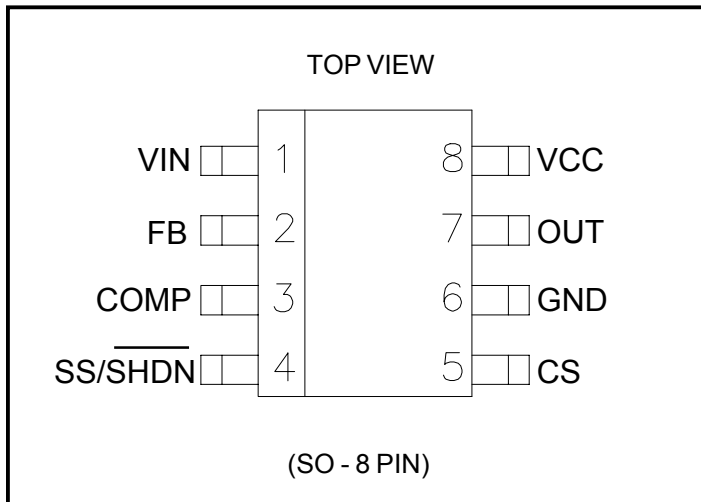 TOP VIEW
VIN 1 8 VCC
FB 2 7 OUT
COMP 3 6 GND
SS/SHDN 4 5 CS
(SO - 8 PIN)